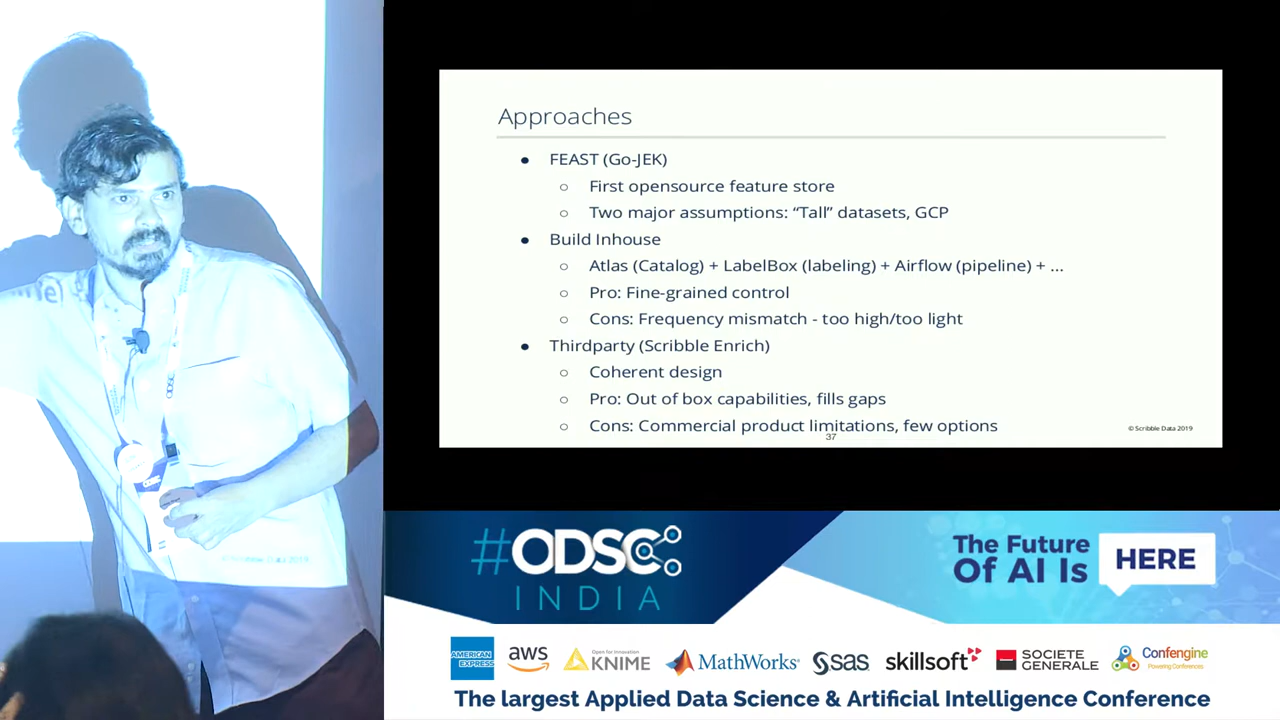 Approaches
● FEAST (Go-JEK)
○ First opensource feature store
○ Two major assumptions: “Tall” datasets, GCP
● Build Inhouse
○ Atlas (Catalog) + LabelBox (labeling) + Airflow (pipeline) + ...
○ Pro: Fine-grained control
○ Cons: Frequency mismatch - too high/too light
● Thirdparty (Scribble Enrich)
○ Coherent design
○ Pro: Out of box capabilities, fills gaps
○ Cons: Commercial product limitations, few options
37
© Scribble Data 2019
ODSC
#ODSC
INDIA
The Future
Of AI Is
HERE
AMERICAN
EXPRESS
aws
Open for Innovation
KNIME
MathWorks®
sas
skillsoft
SOCIETE
GENERALE
Confengine
Powering Conferences
The largest Applied Data Science & Artificial Intelligence Conference